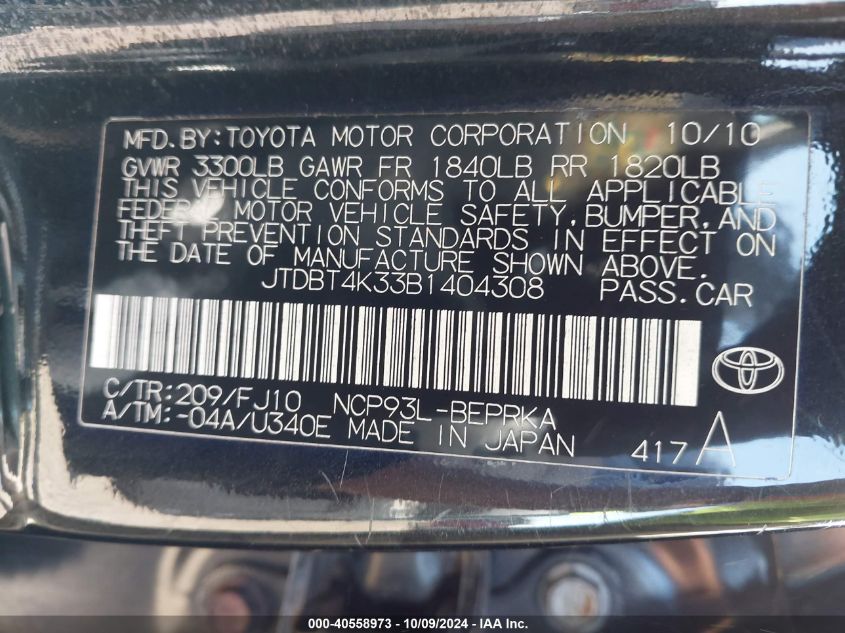 MFD.BY:TOYOTA MOTOR CORPORATION 10/10
GVWR 3300LB GAWR FR 1840LB RR 1820LB
THIS VEHICLE CONFORMS TO ALL APPLICABLE
FEDERAL MOTOR VEHICLE SAFETY, BUMPER, AND
THEFT PREVENTION STANDARDS IN EFFECT ON
THE DATE OF MANUFACTURE SHOWN ABOVE.
JTDBT4K33B1404308 PASS.CAR
C/TR:209/FJ10 NCP93L-BEPRKA
A/TM:-04A/U340E MADE IN JAPAN 417A
000-40558973 - 10/09/2024 - IAA Inc.